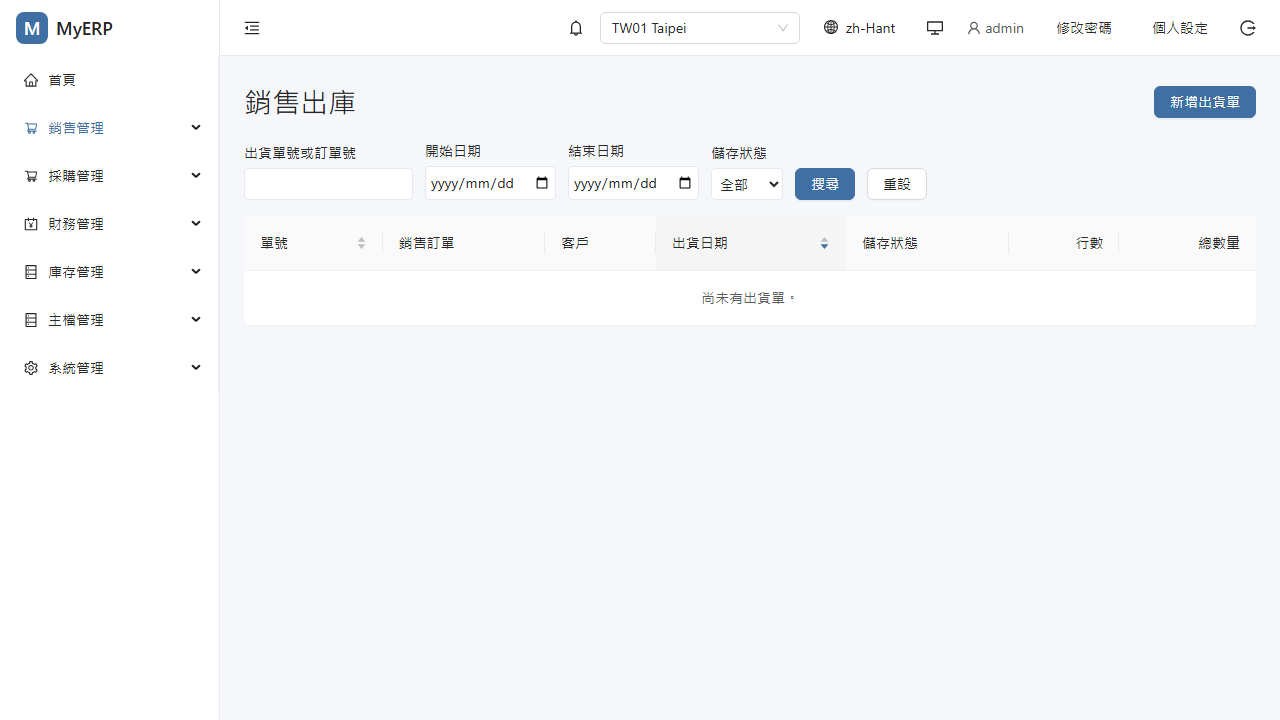 M MyERP
TW01 Taipei
zh-Hant
admin
修改密碼
個人設定
首頁
銷售管理
採購管理
財務管理
庫存管理
主檔管理
系統管理
銷售出庫
新增出貨單
出貨單號或訂單號
開始日期
結束日期
儲存狀態
yyyy/mm/dd
yyyy/mm/dd
全部
搜尋
重設
單號
銷售訂單
客戶
出貨日期
儲存狀態
行數
總數量
尚未有出貨單。